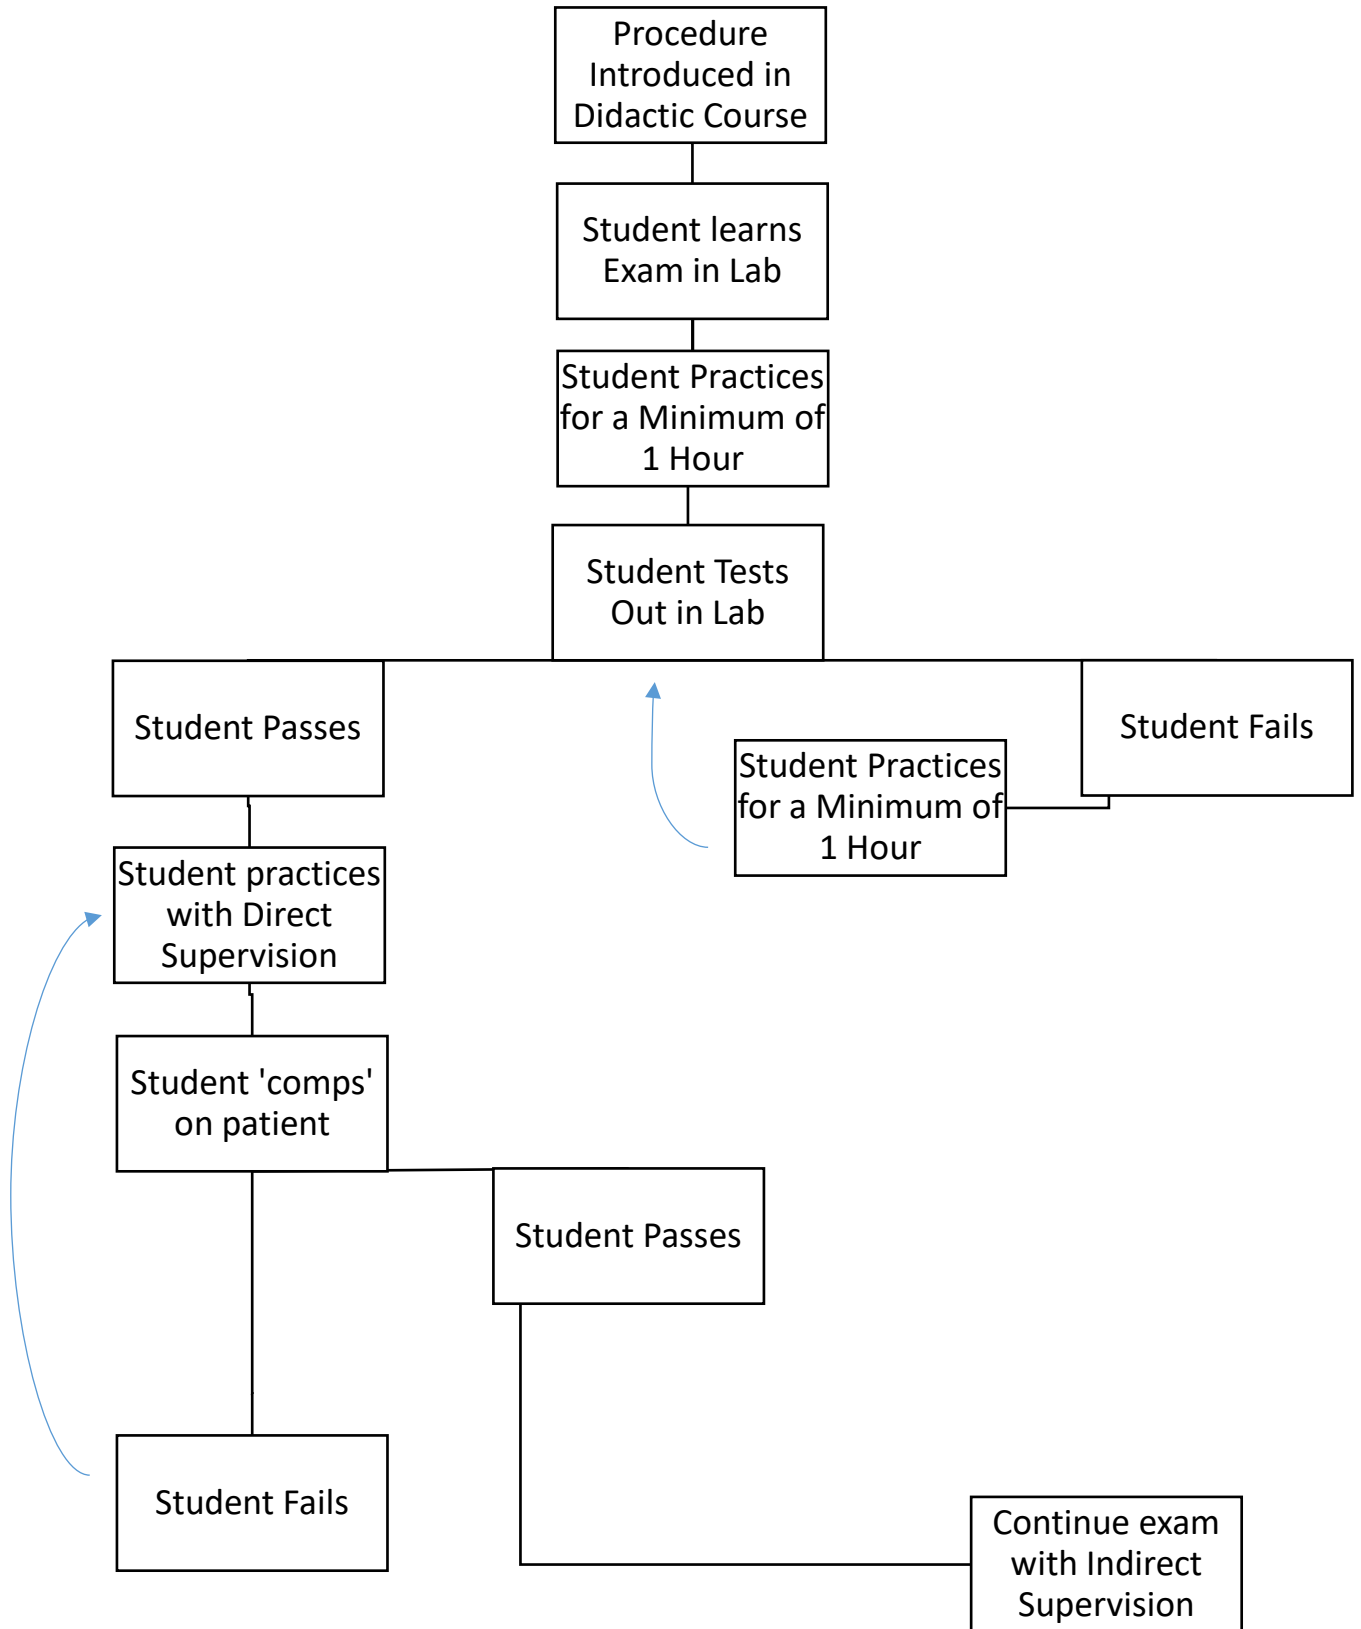 Procedure
Introduced in
Didactic Course
Student learns
Exam in Lab
Student Practices
for a Minimum of
1 Hour
Student Tests
Out in Lab
Student Passes
Student Fails
Student Practices
for a Minimum of
1 Hour
Student practices
with Direct
Supervision
Student 'comps'
on patient
Student Passes
Student Fails
Continue exam
with Indirect
Supervision